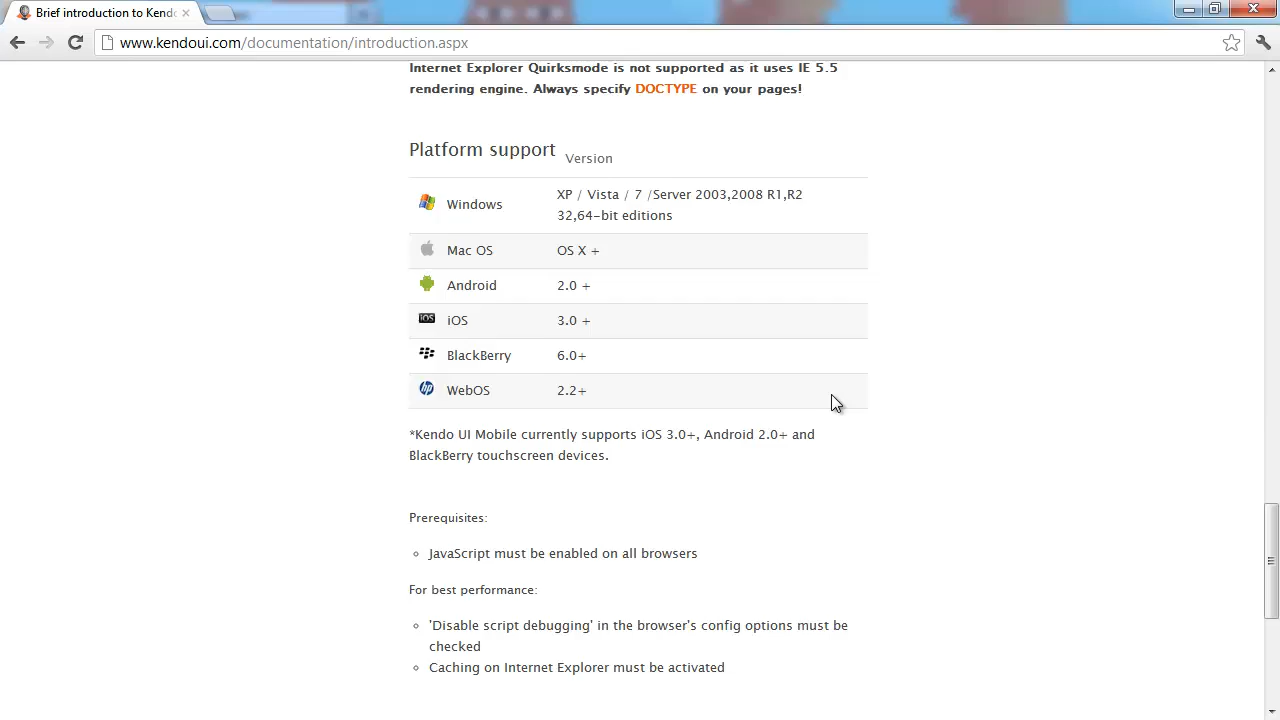 Brief introduction to Kend
www.kendoui.com/documentation/introduction.aspx
Internet Explorer Quirksmode is not supported as it uses IE 5.5
rendering engine. Always specify DOCTYPE on your pages!
Platform support Version
Windows XP / Vista / 7 /Server 2003,2008 R1,R2
32,64-bit editions
Mac OS OS X +
Android 2.0 +
iOS iOS 3.0 +
BlackBerry 6.0+
hp WebOS 2.2+
*Kendo UI Mobile currently supports iOS 3.0+, Android 2.0+ and
BlackBerry touchscreen devices.
Prerequisites:
JavaScript must be enabled on all browsers
For best performance:
'Disable script debugging' in the browser's config options must be
checked
Caching on Internet Explorer must be activated